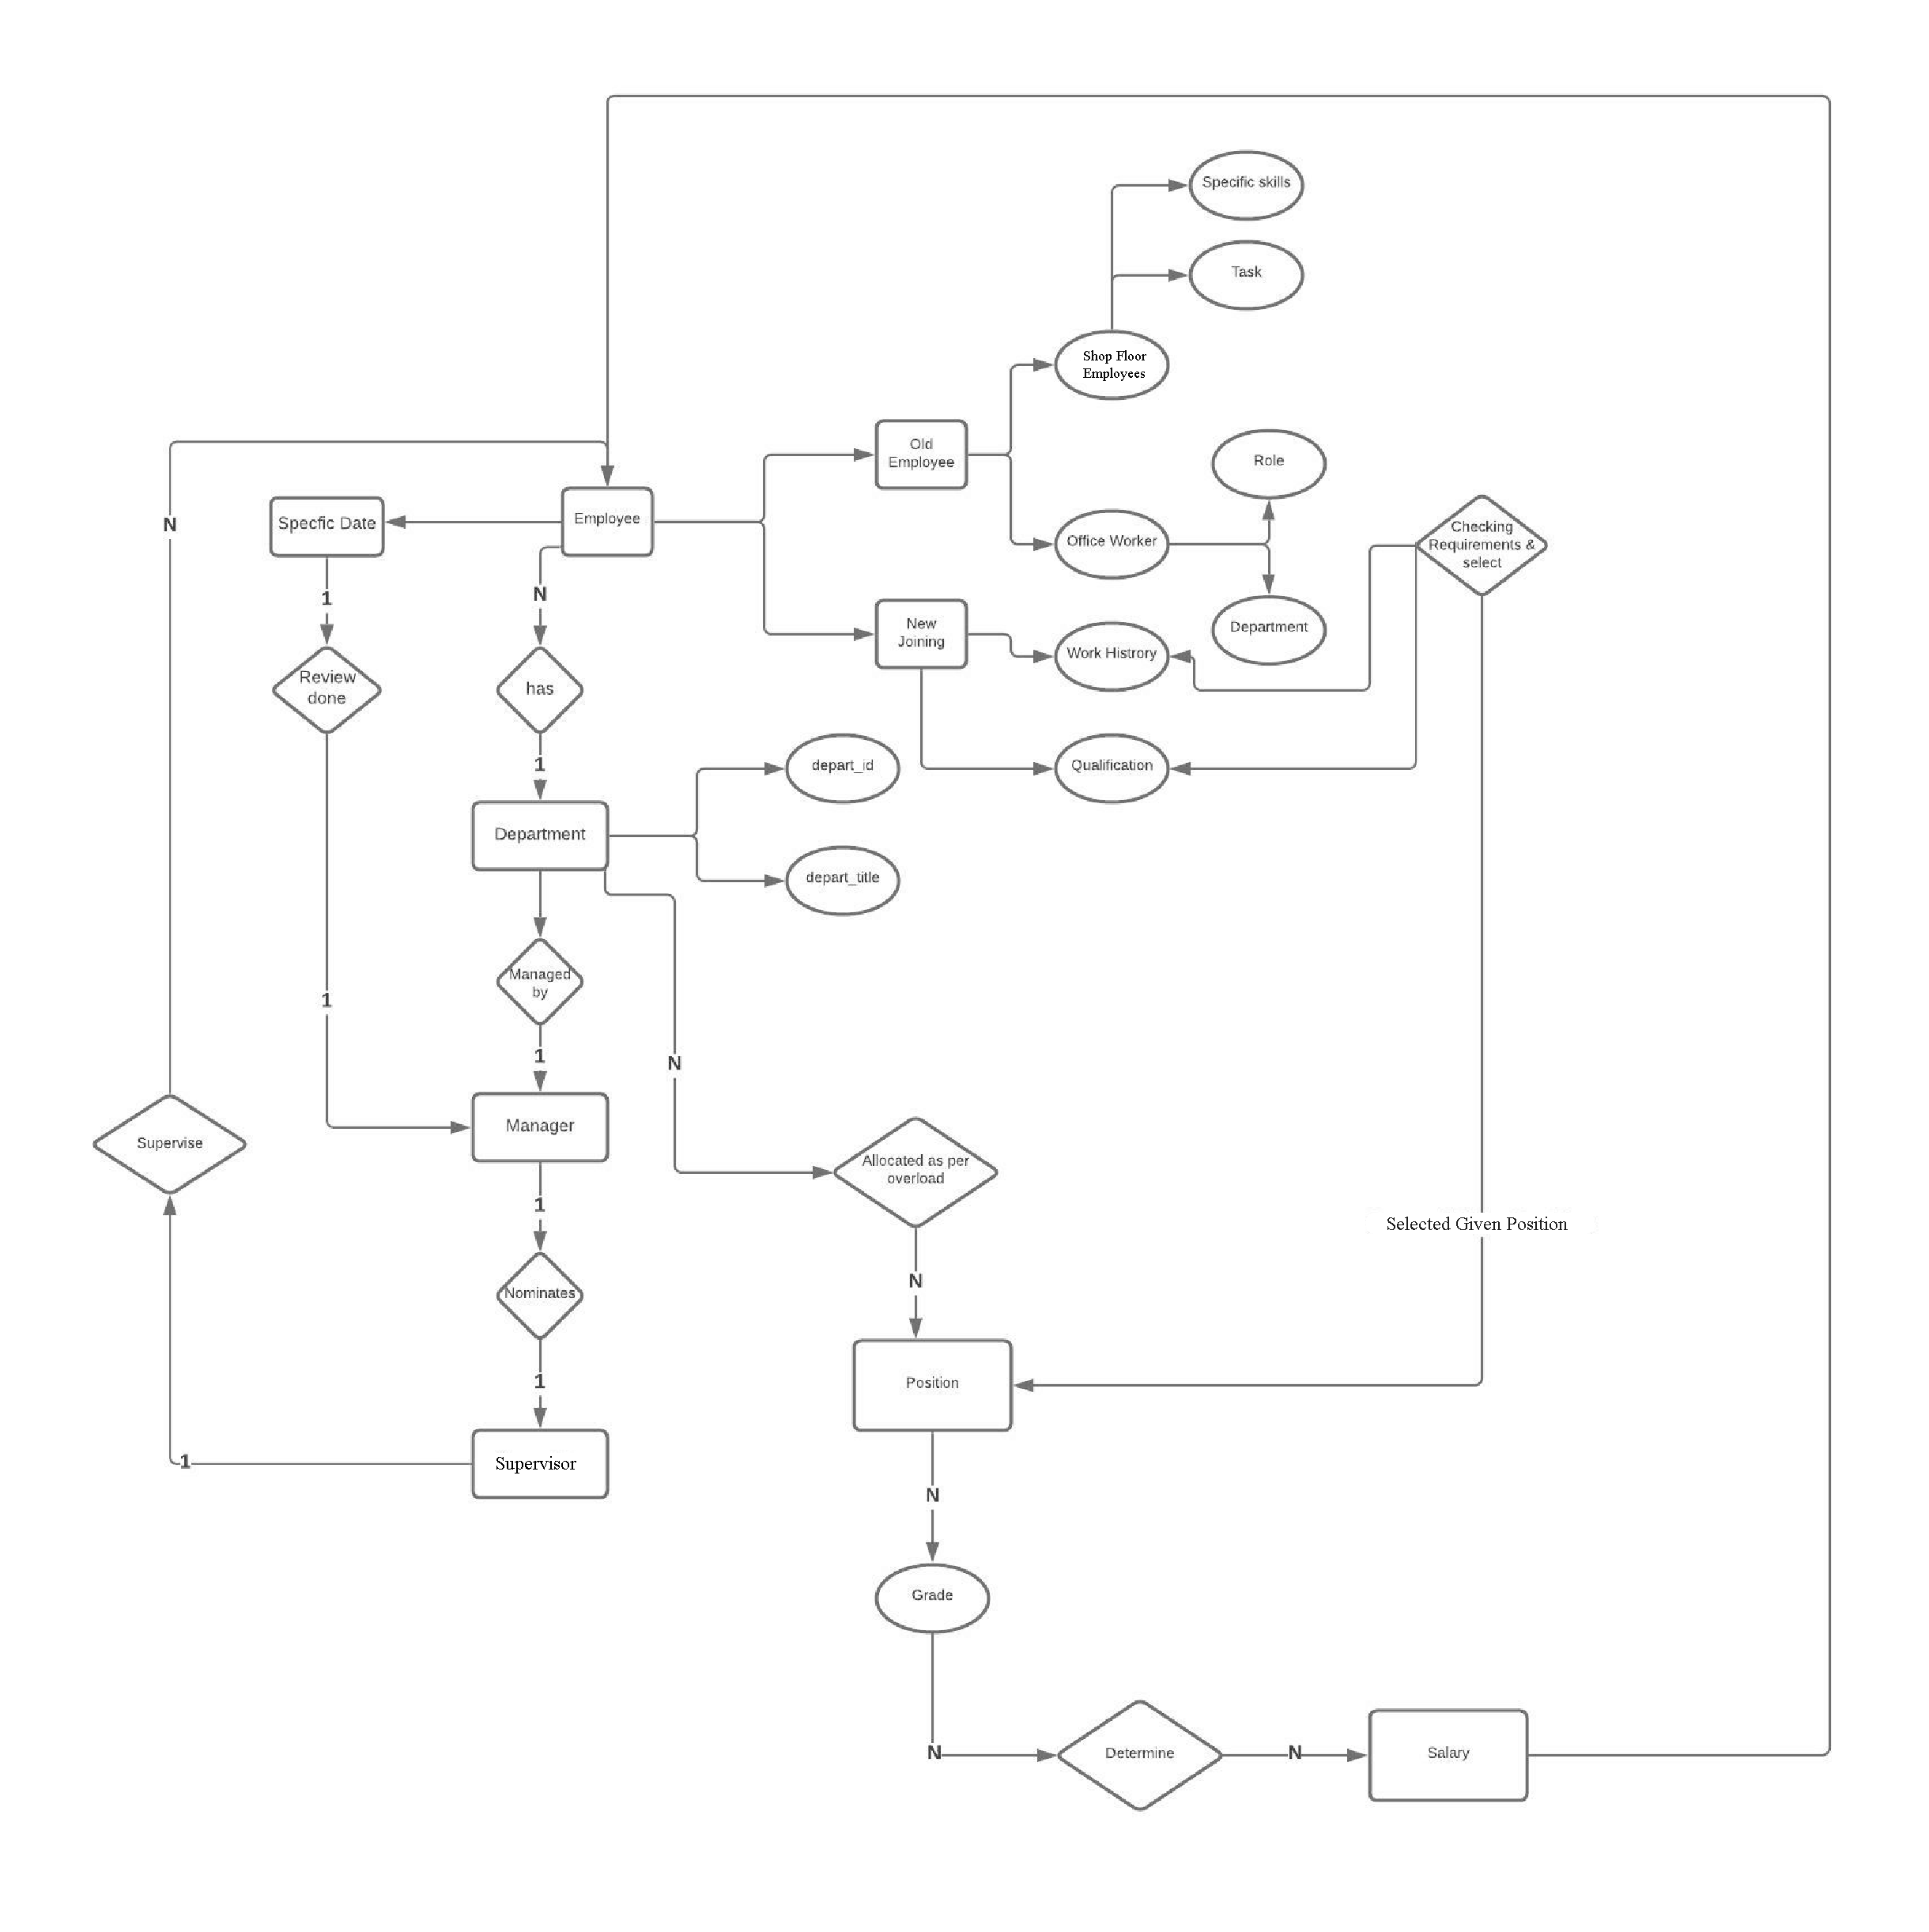 Specific skills
Task
Shop Floor
Employees
Old
Employee
Role
N
Specfic Date
Employee
Office Worker
Checking
Requirements &
select
1
N
New
Joining
Work Histrory
Department
Review
done
has
1
depart_id
Qualification
Department
depart_title
Managed
by
1
1
N
Manager
Supervise
Allocated as per
overload
1
Selected Given Position
Nominates
N
1
Position
1
Supervisor
N
Grade
N
Determine
N
Salary